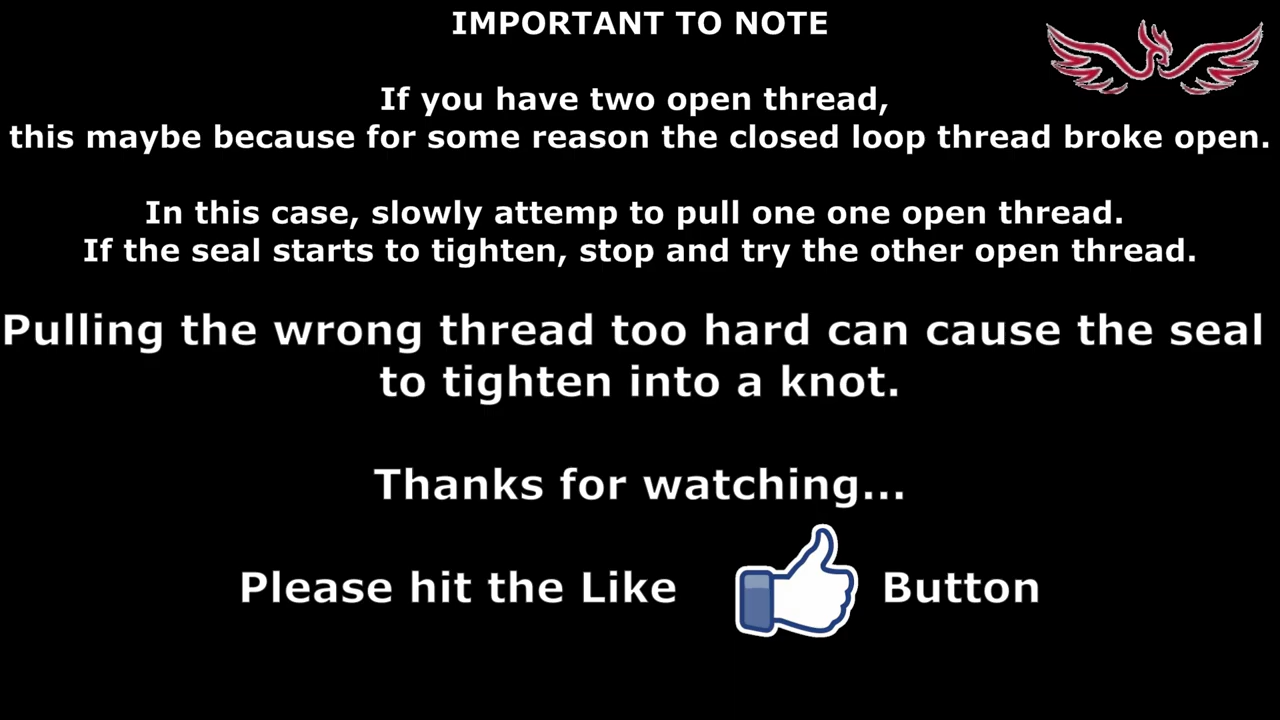 IMPORTANT TO NOTE
If you have two open thread,
this maybe because for some reason the closed loop thread broke open.
In this case, slowly attemp to pull one one open thread.
If the seal starts to tighten, stop and try the other open thread.
Pulling the wrong thread too hard can cause the seal
to tighten into a knot.
Thanks for watching...
Please hit the Like Button